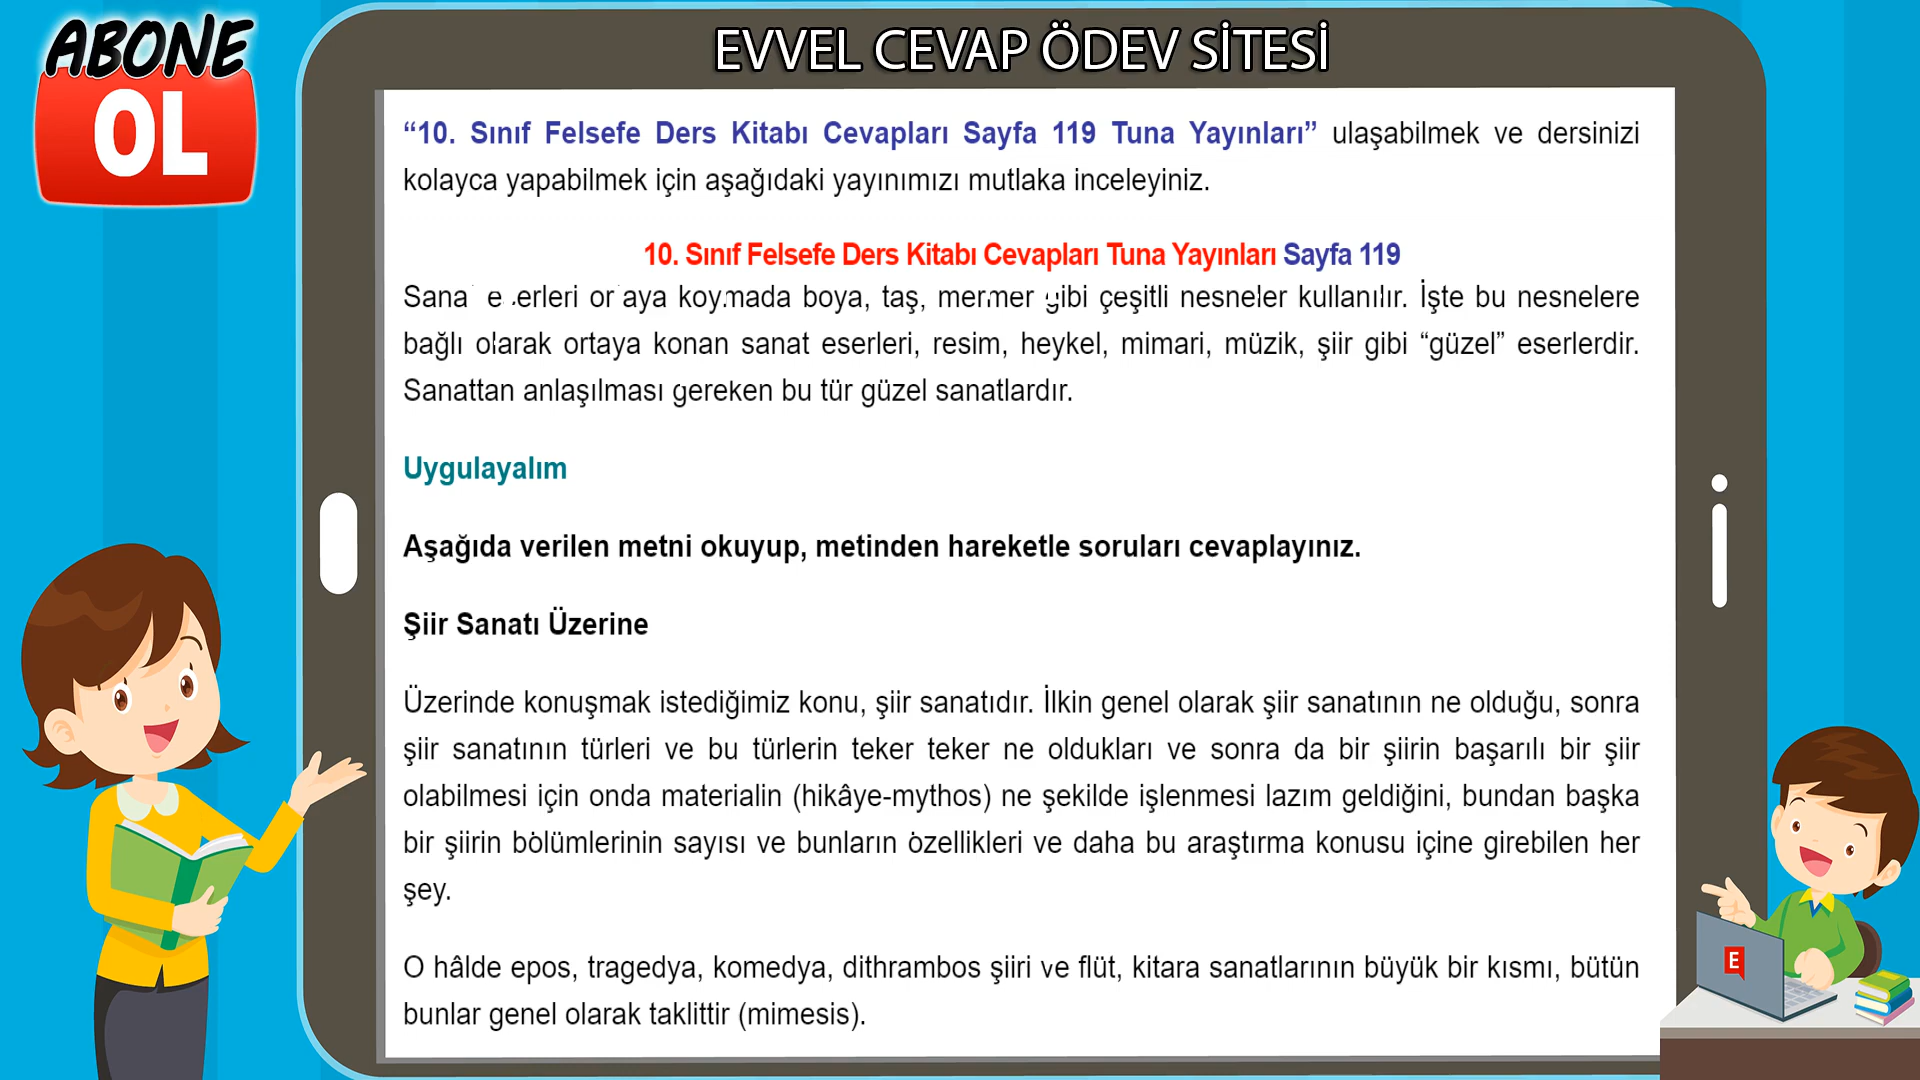 ABONE
OL
EVVEL CEVAP ÖDEV SİTESİ
“10. Sınıf Felsefe Ders Kitabı Cevapları Sayfa 119 Tuna Yayınları” ulaşabilmek ve dersinizi
kolayca yapabilmek için aşağıdaki yayınımızı mutlaka inceleyiniz.
10. Sınıf Felsefe Ders Kitabı Cevapları Tuna Yayınları Sayfa 119
Sanat eserleri ortaya koymada boya, taş, mermer gibi çeşitli nesneler kullanılır. İşte bu nesnelere
bağlı olarak ortaya konan sanat eserleri, resim, heykel, mimari, müzik, şiir gibi “güzel” eserlerdir.
Sanattan anlaşılması gereken bu tür güzel sanatlardır.
Uygulayalım
Aşağıda verilen metni okuyup, metinden hareketle soruları cevaplayınız.
Şiir Sanatı Üzerine
Üzerinde konuşmak istediğimiz konu, şiir sanatıdır. İlkin genel olarak şiir sanatının ne olduğu, sonra
şiir sanatının türleri ve bu türlerin teker teker ne oldukları ve sonra da bir şiirin başarılı bir şiir
olabilmesi için onda materialin (hikâye-mythos) ne şekilde işlenmesi lazım geldiğini, bundan başka
bir şiirin bölümlerinin sayısı ve bunların özellikleri ve daha bu araştırma konusu içine girebilen her
şey.
O hâlde epos, tragedya, komedya, dithrambos şiiri ve flüt, kitara sanatlarının büyük bir kısmı, bütün
bunlar genel olarak taklittir (mimesis).
E